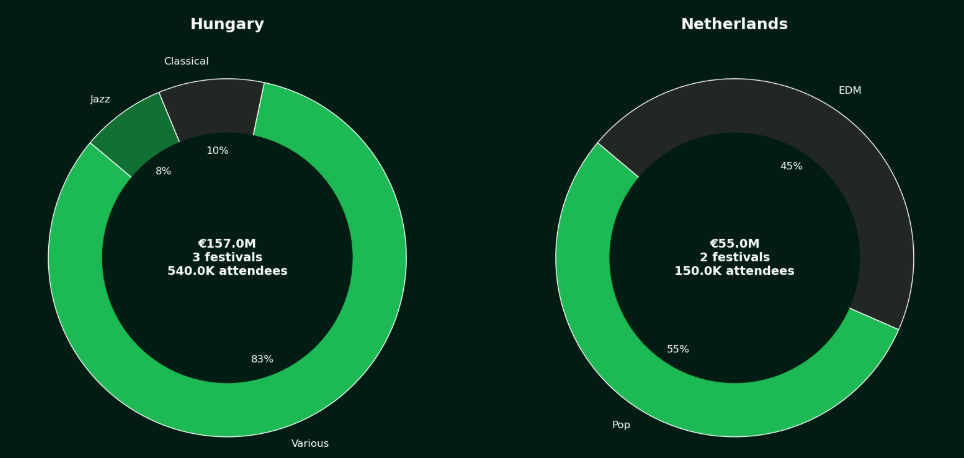 Hungary
Classical
Jazz
10%
8%
€157.0M
3 festivals
540.0K attendees
83%
Various
Netherlands
EDM
45%
€55.0M
2 festivals
150.0K attendees
55%
Pop